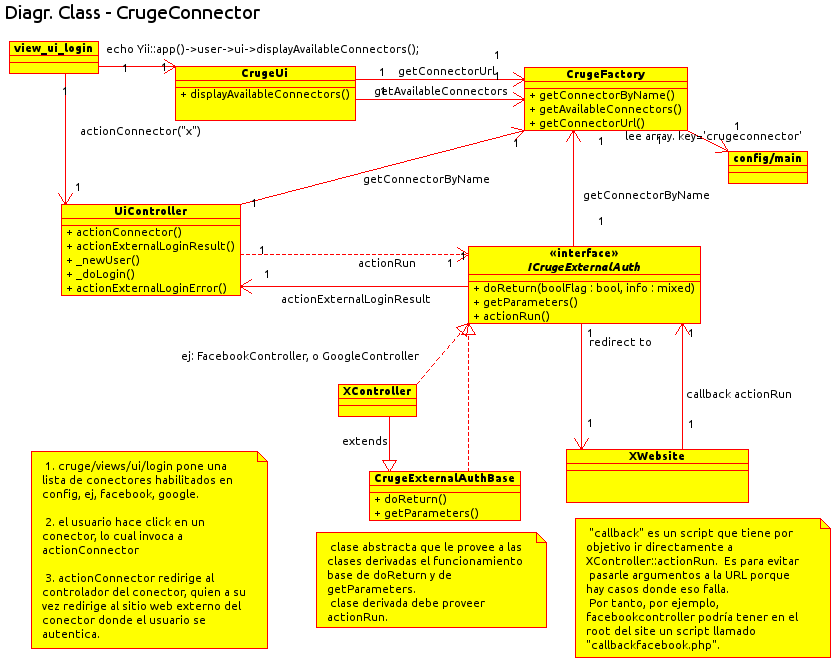 Diagr. Class - CrugeConnector
view_ui_login
echo Yii::app()->user->ui->displayAvailableConnectors();
1
1
1
CrugeUi
+ displayAvailableConnectors()
1
getConnectorUrl
1
1
getAvailableConnectors
CrugeFactory
+ getConnectorByName()
+ getAvailableConnectors()
+ getConnectorUrl()
1
1
lee array. key='crugeconnector'
config/main
1
actionConnector("x")
1
1
1
getConnectorByName
1
getConnectorByName
1
UiController
+ actionConnector()
+ actionExternalLoginResult()
+ _newUser()
+ _doLogin()
+ actionExternalLoginError()
1
actionRun
1
1
1
actionExternalLoginResult
«interface»
ICrugeExternalAuth
+ doReturn(boolFlag : bool, info : mixed)
+ getParameters()
+ actionRun()
1
redirect to
1
1
callback actionRun
1
ej: FacebookController, o GoogleController
XController
extends
CrugeExternalAuthBase
+ doReturn()
+ getParameters()
XWebsite
1. cruge/views/ui/login pone una
lista de conectores habilitados en
config, ej, facebook, google.
2. el usuario hace click en un
conector, lo cual invoca a
actionConnector
3. actionConnector redirige al
controlador del conector, quien a su
vez redirige al sitio web externo del
conector donde el usuario se
autentica.
clase abstracta que le provee a las
clases derivadas el funcionamiento
base de doReturn y de
getParameters.
clase derivada debe proveer
actionRun.
"callback" es un script que tiene por
objetivo ir directamente a
XController::actionRun.  Es para evitar
pasarle argumentos a la URL porque
hay casos donde eso falla.
Por tanto, por ejemplo,
facebookcontroller podría tener en el
root del site un script llamado
"callbackfacebook.php".